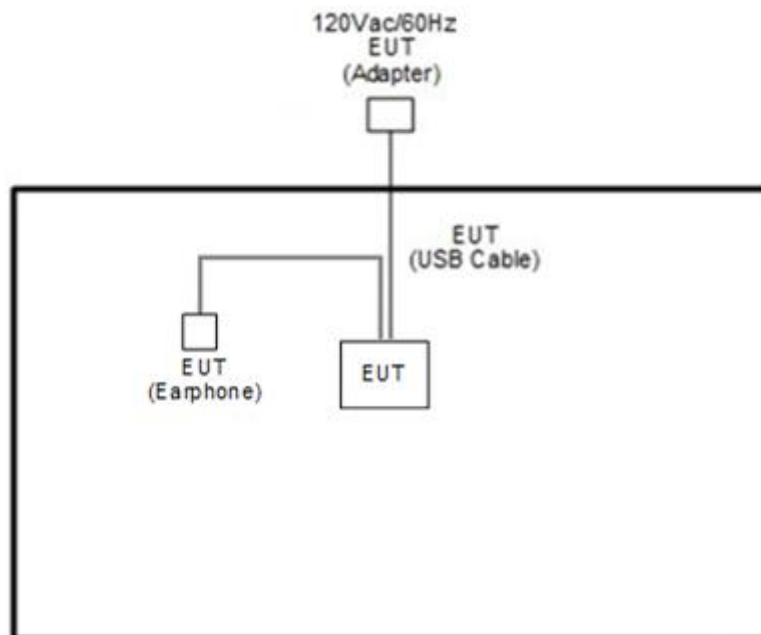 120Vac/60Hz
EUT
(Adapter)
EUT
(USB Cable)
EUT
(Earphone)
EUT